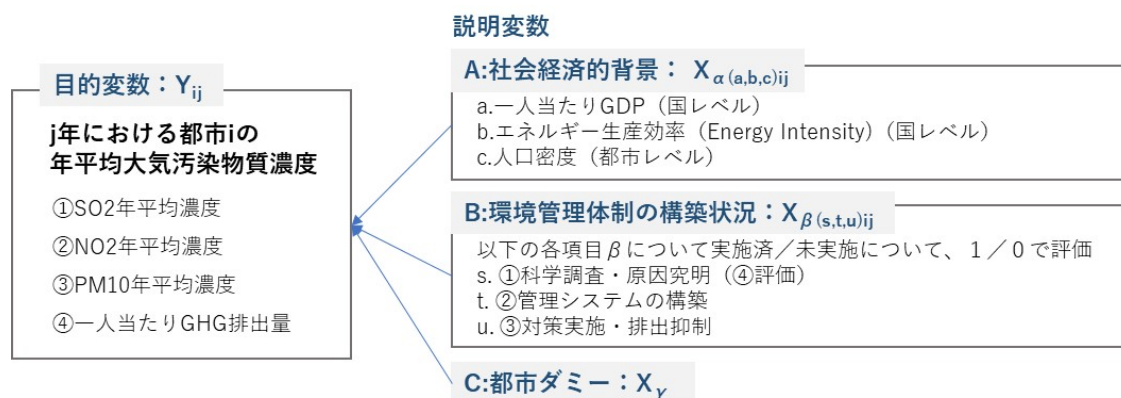 説明変数
目的変数：Yij
j年における都市iの
年平均大気汚染物質濃度
①SO2年平均濃度
②NO2年平均濃度
③PM10年平均濃度
④一人当たりGHG排出量
A:社会経済的背景： Xα(a,b,c)ij
a.一人当たりGDP（国レベル）
b.エネルギー生産効率（Energy Intensity）（国レベル）
c.人口密度（都市レベル）
B:環境管理体制の構築状況：Xβ(s,t,u)ij
以下の各項目βについて実施済／未実施について、１／０で評価
s. ①科学調査・原因究明（④評価）
t. ②管理システムの構築
u. ③対策実施・排出抑制
C:都市ダミー：Xγ